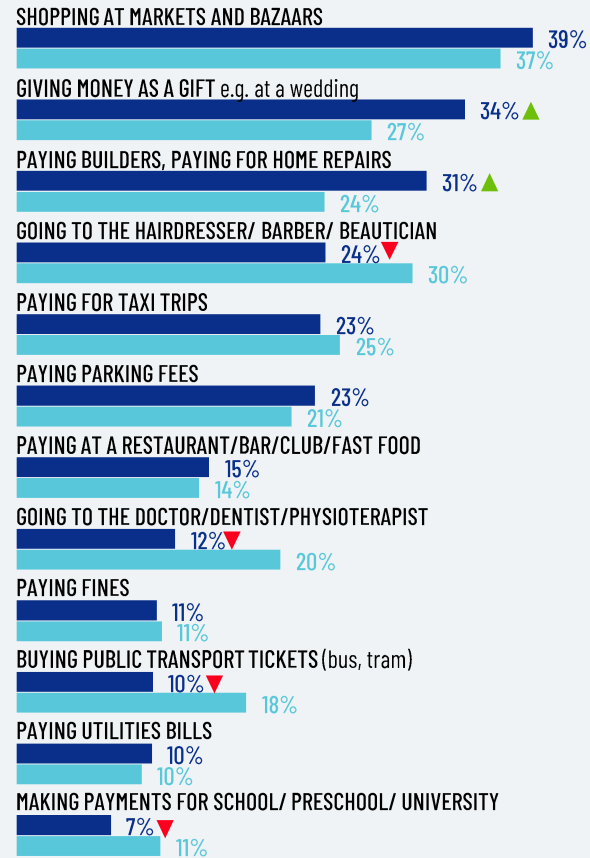 SHOPPING AT MARKETS AND BAZAARS
39%
37%
GIVING MONEY AS A GIFT e.g. at a wedding
34%
27%
PAYING BUILDERS, PAYING FOR HOME REPAIRS
31%
24%
GOING TO THE HAIRDRESSER/ BARBER/ BEAUTICIAN
24%
30%
PAYING FOR TAXI TRIPS
23%
25%
PAYING PARKING FEES
23%
21%
PAYING AT A RESTAURANT/BAR/CLUB/FAST FOOD
15%
14%
GOING TO THE DOCTOR/DENTIST/PHYSIOTERAPIST
12%
20%
PAYING FINES
11%
11%
BUYING PUBLIC TRANSPORT TICKETS (bus, tram)
10%
18%
PAYING UTILITIES BILLS
10%
10%
MAKING PAYMENTS FOR SCHOOL/ PRESCHOOL/ UNIVERSITY
7%
11%